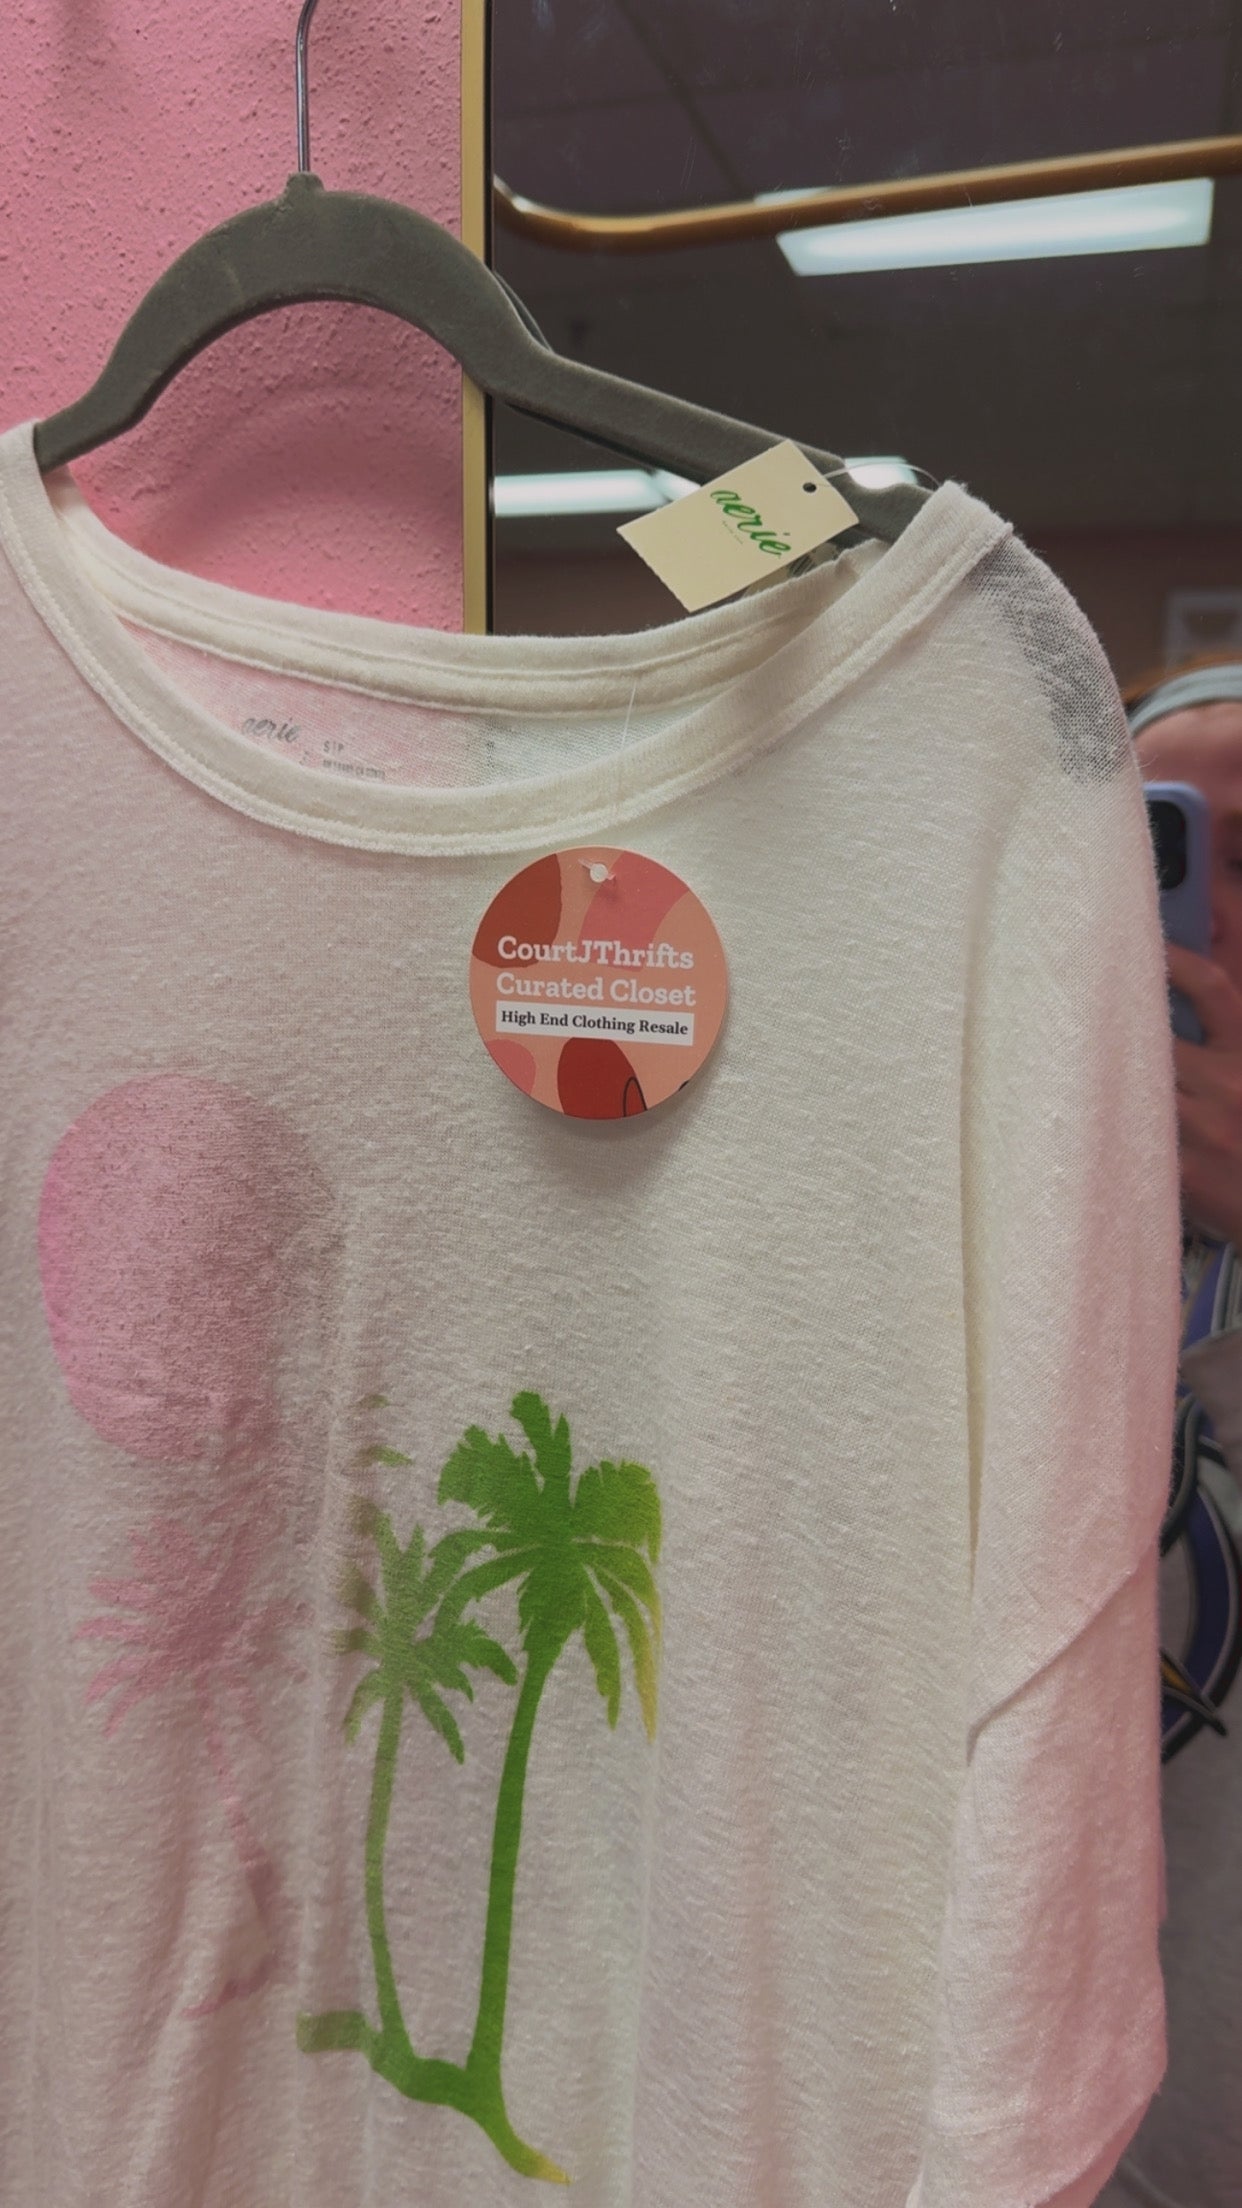 aerie
aerie
S | P
CourtJThrifts
Curated Closet
High End Clothing Resale